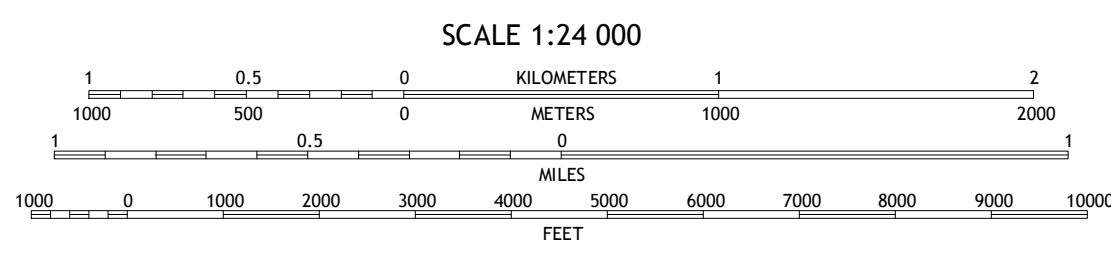 SCALE 1:24 000
1 0.5 0 KILOMETERS 1 2
1000 500 0 METERS 1000 2000
1 0.5 0 1
MILES
1000 0 1000 2000 3000 4000 5000 6000 7000 8000 9000 10000
FEET